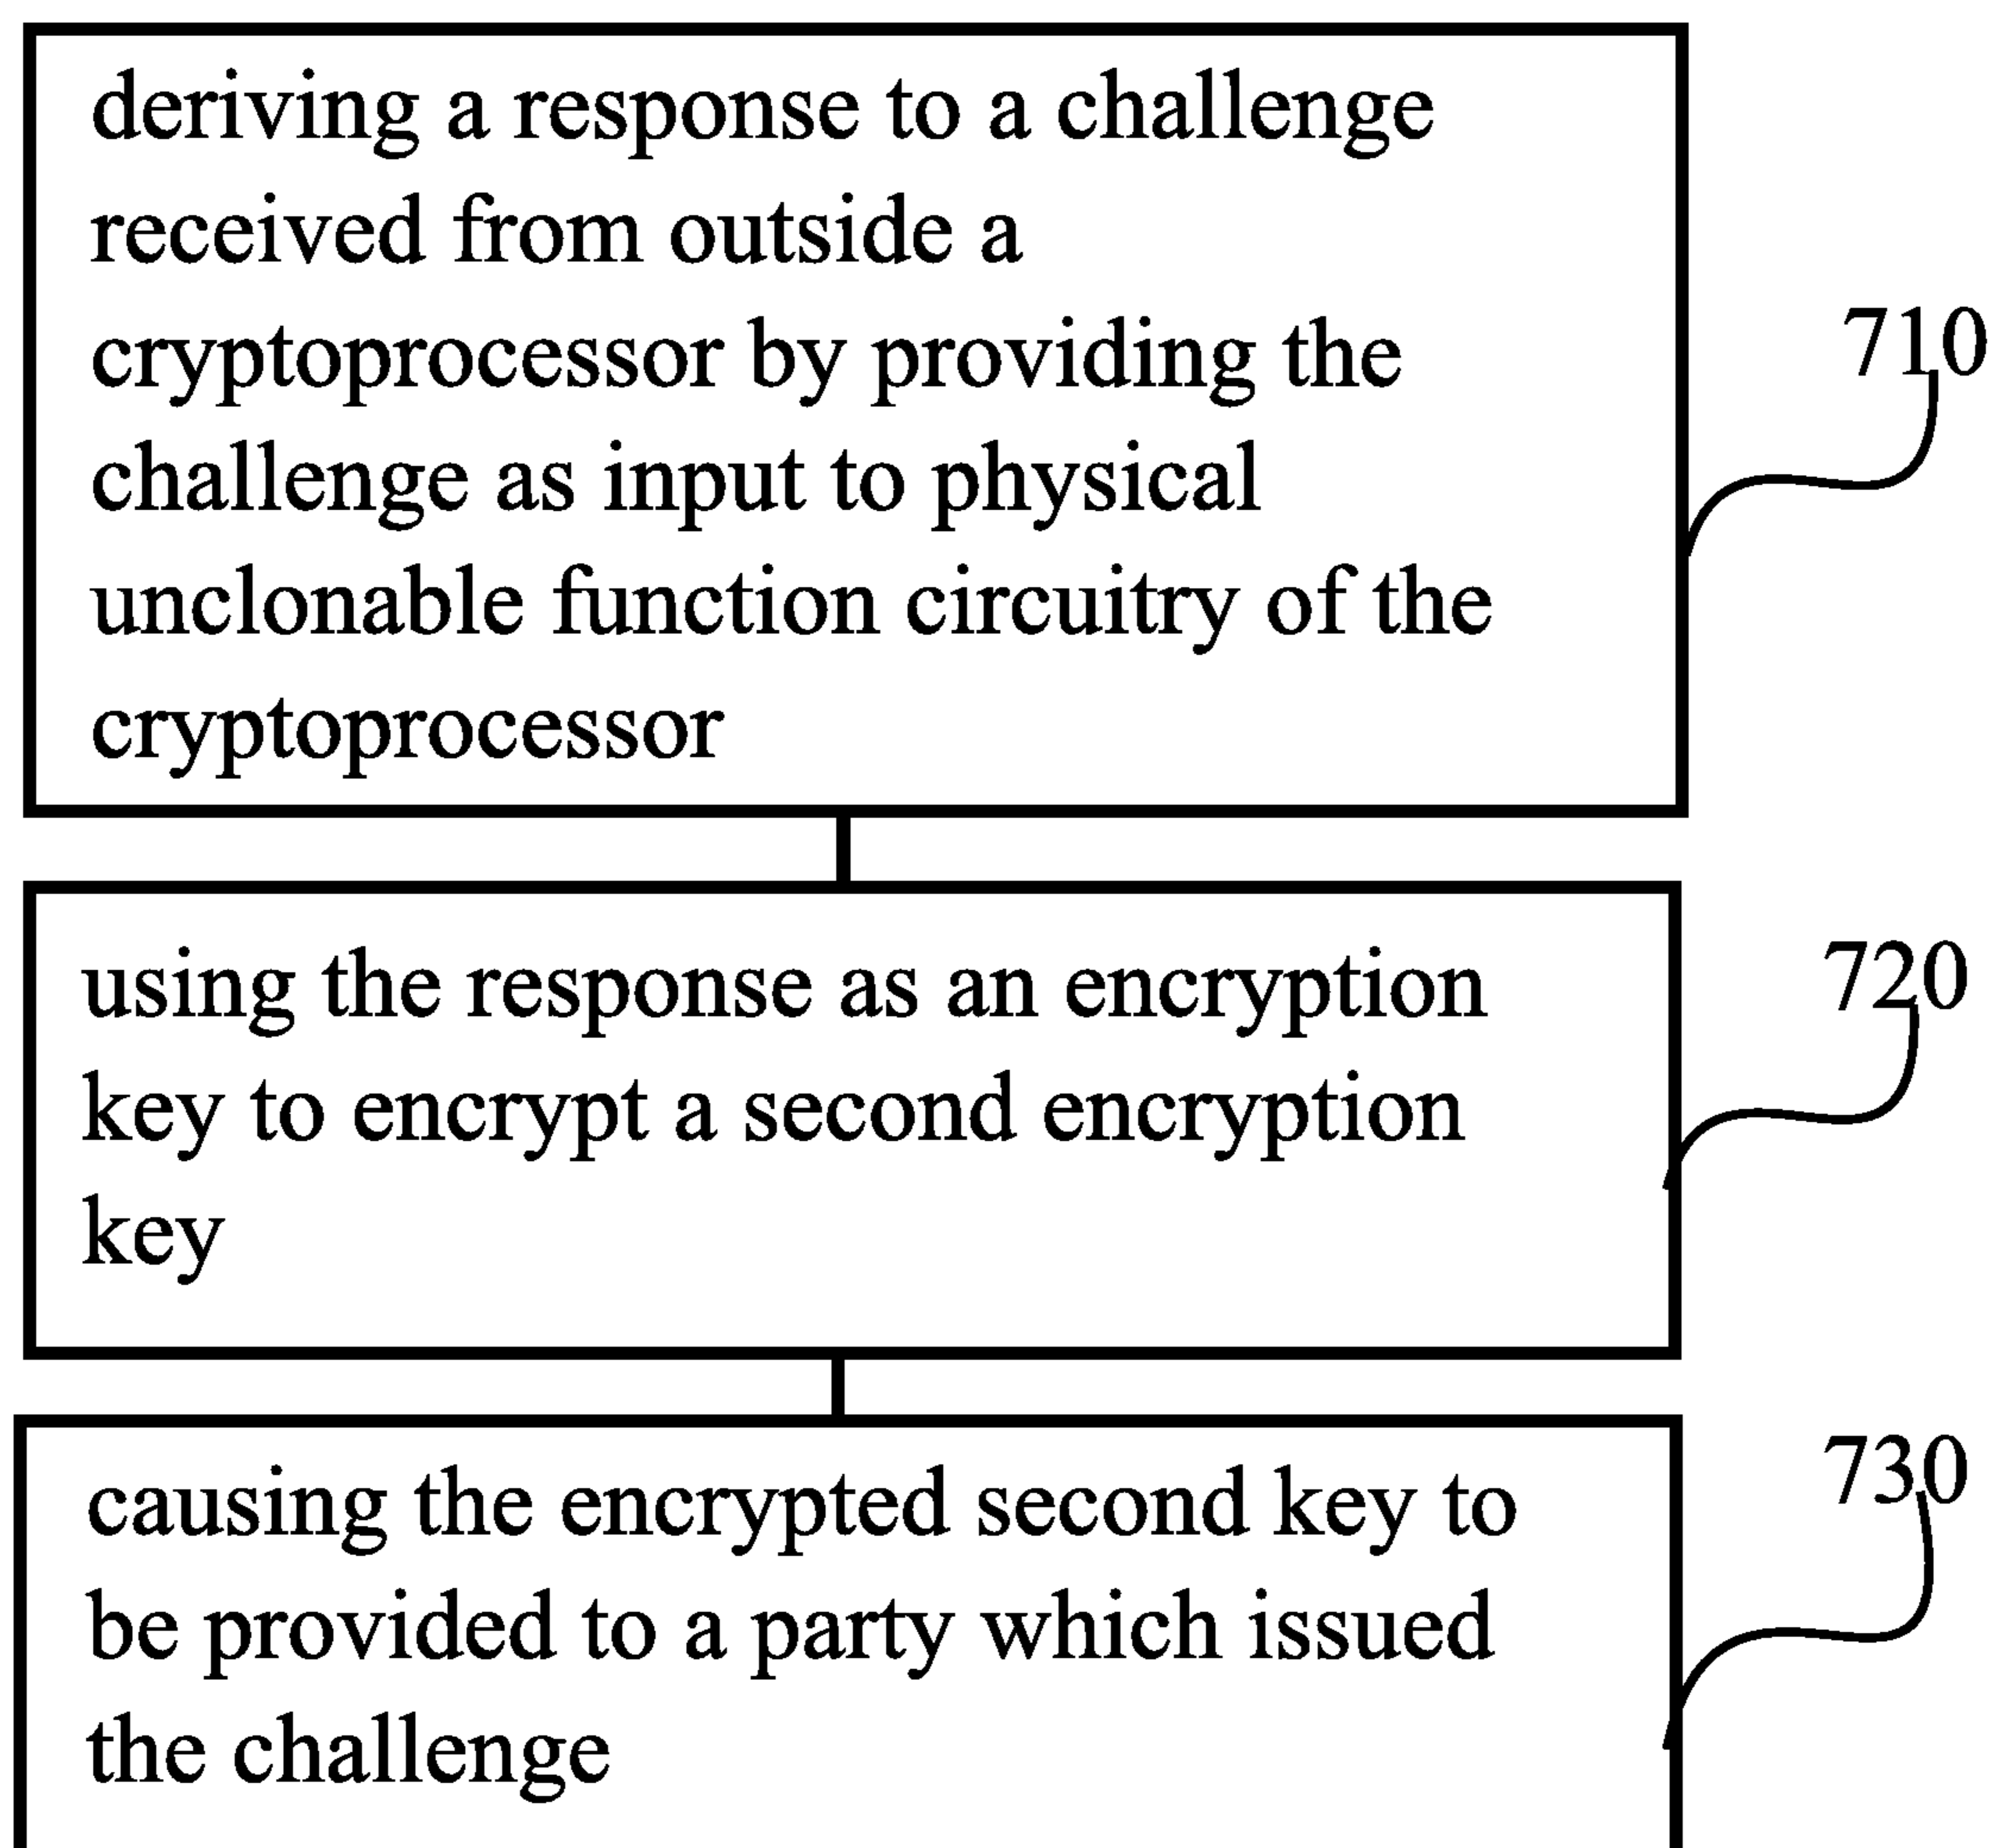 deriving a response to a challenge
received from outside a
cryptoprocessor by providing the
challenge as input to physical
unclonable function circuitry of the
cryptoprocessor
710
using the response as an encryption
key to encrypt a second encryption
key
720
causing the encrypted second key to
be provided to a party which issued
the challenge
730